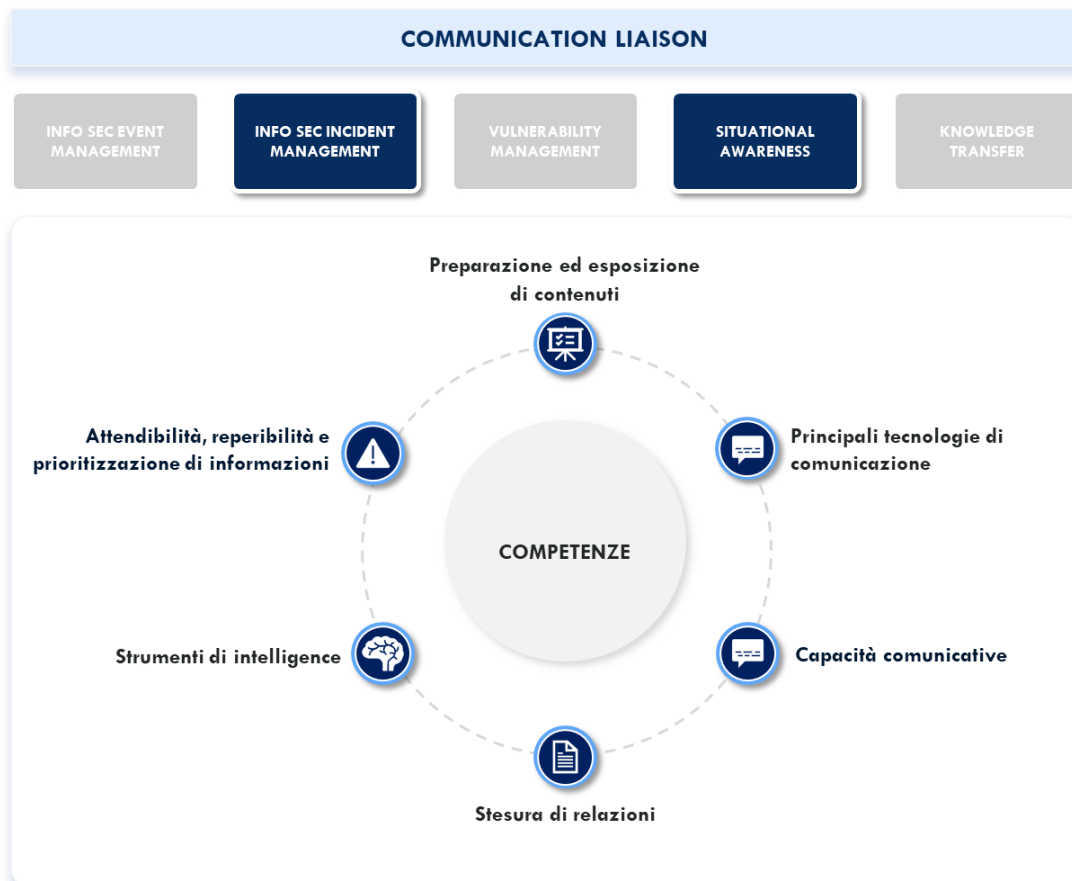 COMMUNICATION LIAISON
INFO SEC EVENT
MANAGEMENT
INFO SEC INCIDENT
MANAGEMENT
VULNERABILITY
MANAGEMENT
SITUATIONAL
AWARENESS
KNOWLEDGE
TRANSFER
Preparazione ed esposizione
di contenuti
Attendibilità, reperibilità e
prioritizzazione di informazioni
Principali tecnologie di
comunicazione
COMPETENZE
Strumenti di intelligence
Capacità comunicative
Stesura di relazioni